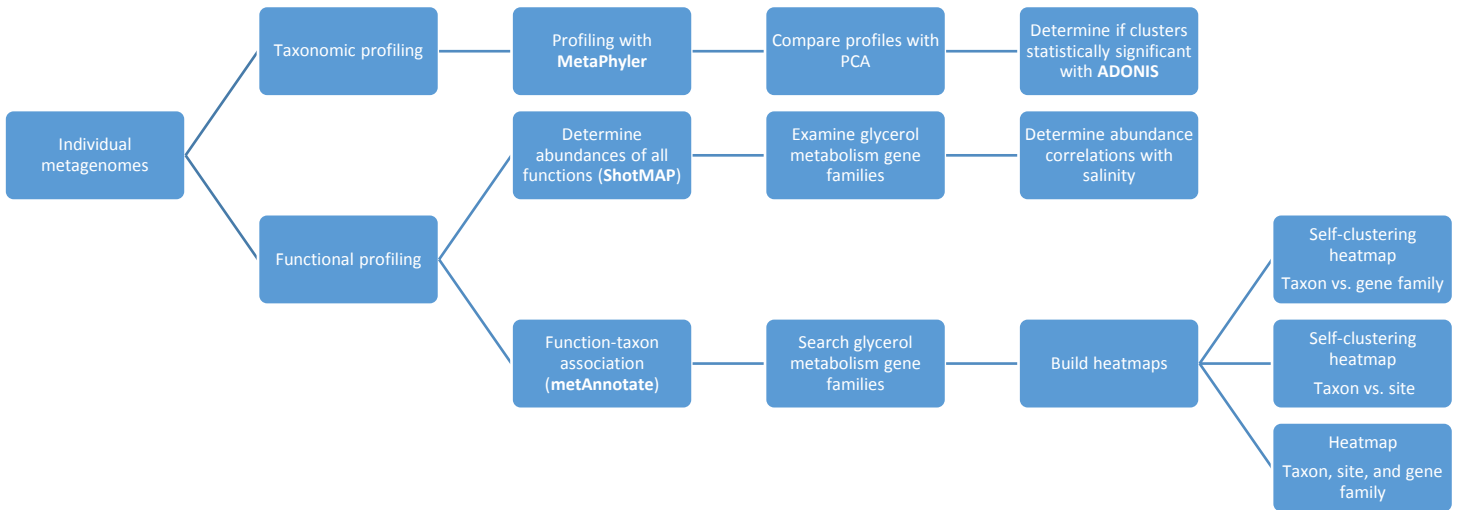 Individual
metagenomes
Taxonomic profiling
Profiling with
MetaPhyler
Compare profiles with
PCA
Determine if clusters
statistically significant
with ADONIS
Functional profiling
Determine
abundances of all
functions (ShotMAP)
Examine glycerol
metabolism gene
families
Determine abundance
correlations with
salinity
Function-taxon
association
(metAnnotate)
Search glycerol
metabolism gene
families
Build heatmaps
Self-clustering
heatmap
Taxon vs. gene family
Self-clustering
heatmap
Taxon vs. site
Heatmap
Taxon, site, and gene
family